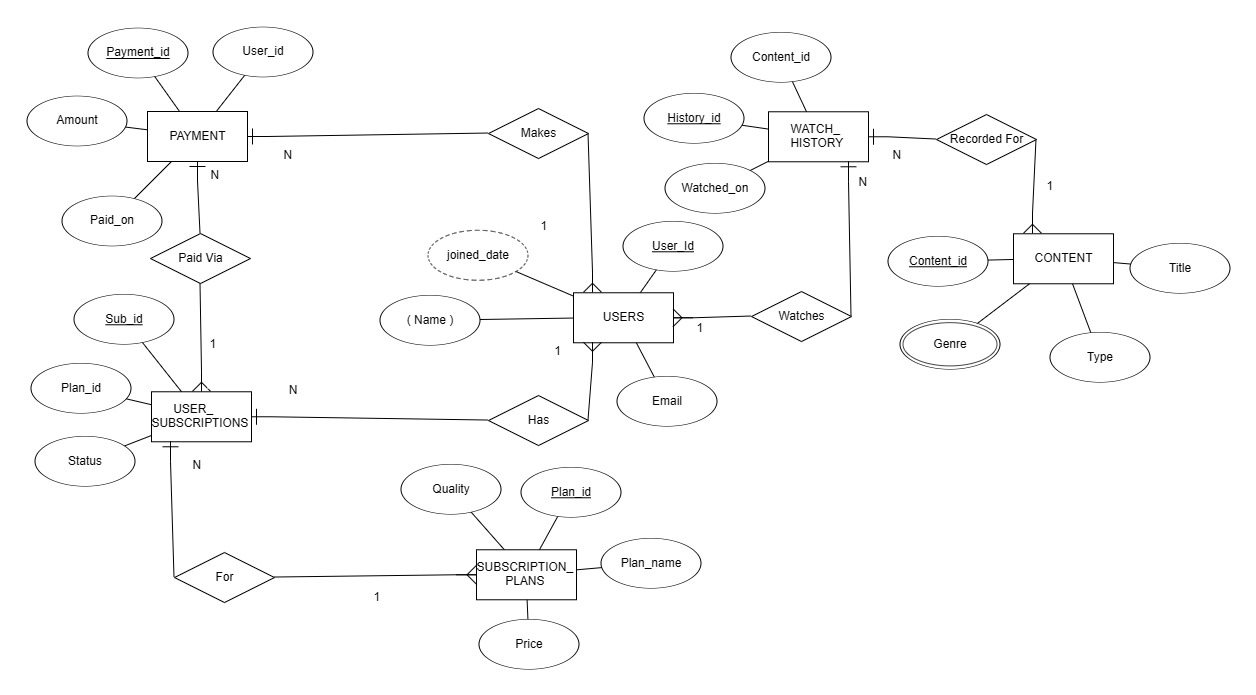 Payment_id
User_id
Amount
PAYMENT
Paid_on
N
N
Makes
1
Paid Via
1
Content_id
History_id
WATCH_
HISTORY
Watched_on
N
N
Recorded For
1
CONTENT
Content_id
Title
Genre
Type
joined_date
User_Id
( Name )
USERS
Email
1
1
Watches
Sub_id
Plan_id
USER_
SUBSCRIPTIONS
Status
N
N
Has
Quality
Plan_id
SUBSCRIPTION_
PLANS
Plan_name
Price
For
1